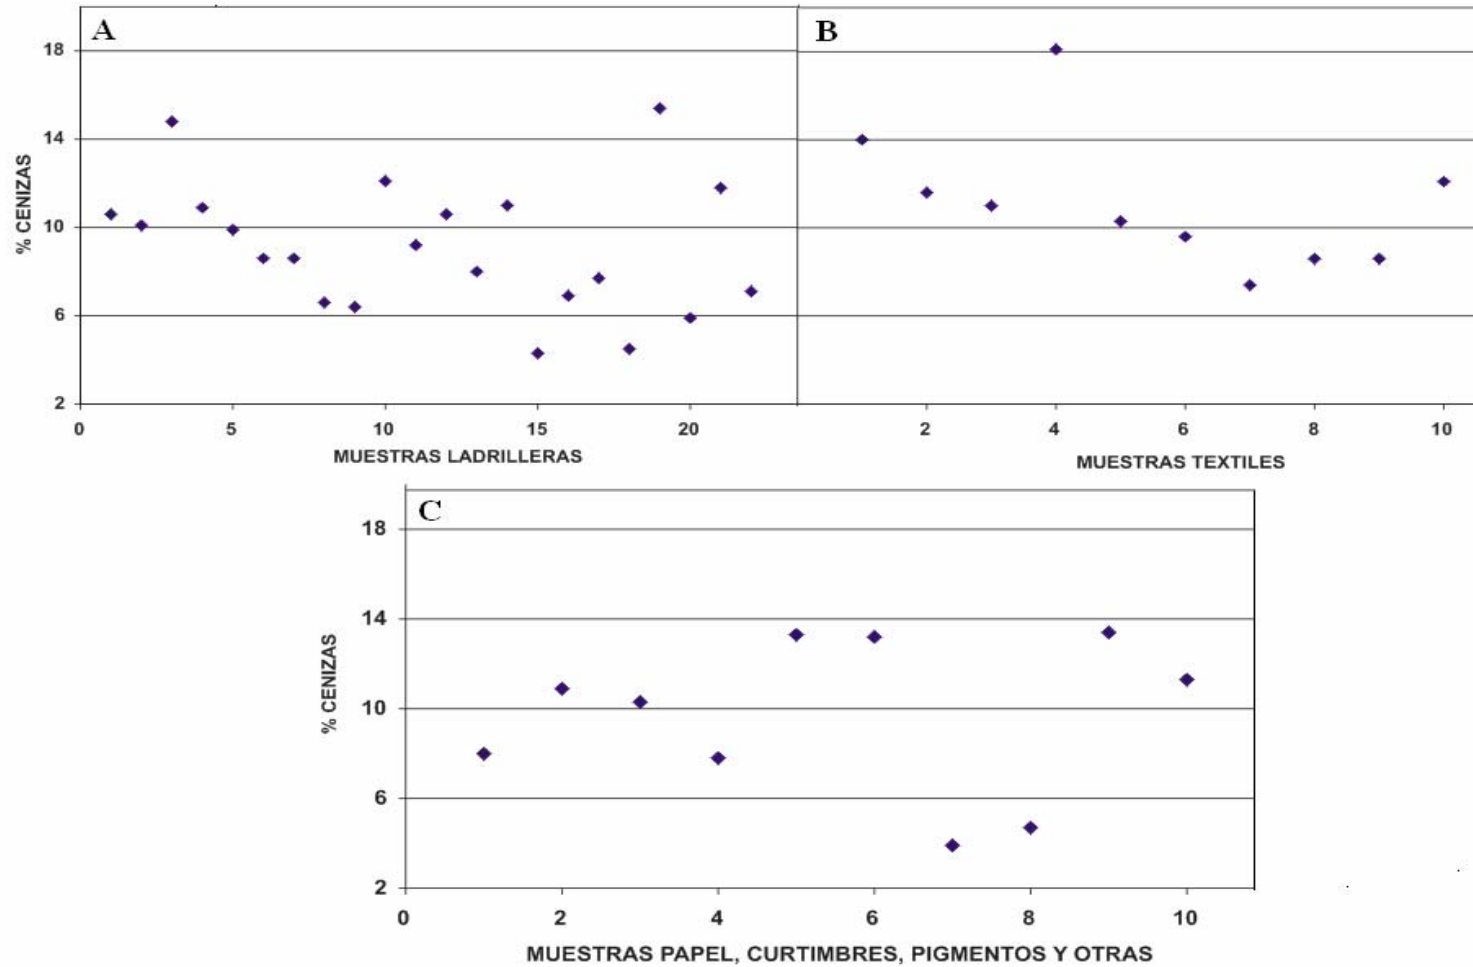 A
B
18
14
10
6
2
% CENIZAS
0 5 10 15 20
MUESTRAS LADRILLERAS
2 4 6 8 10
MUESTRAS TEXTILES
C
18
14
10
6
2
% CENIZAS
0 2 4 6 8 10
MUESTRAS PAPEL, CURTIMBRES, PIGMENTOS Y OTRAS